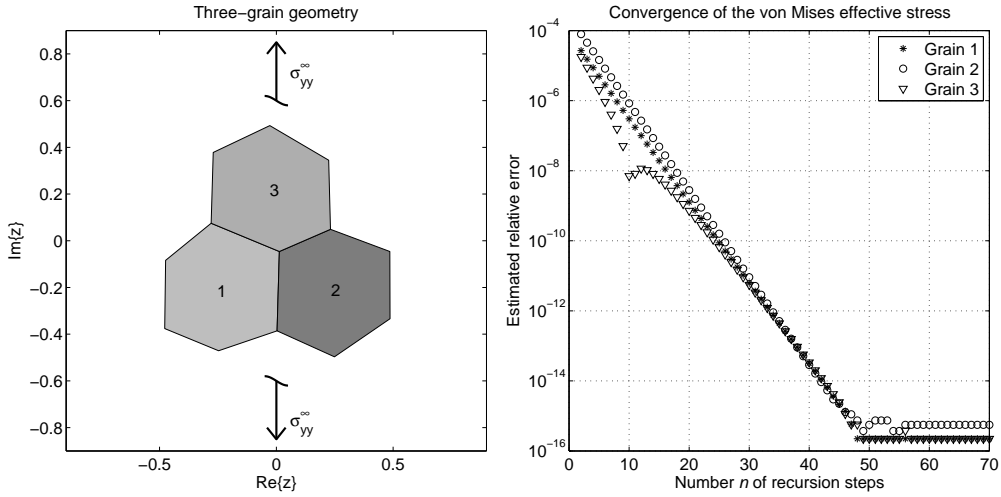 Three−grain geometry
Im{z}
0.8
0.6
0.4
0.2
0
−0.2
−0.4
−0.6
−0.8
σ∞yy
3
1
2
σ∞yy
−0.5
0
0.5
Re{z}
Convergence of the von Mises effective stress
Estimated relative error
10−4
10−6
10−8
10−10
10−12
10−14
10−16
Grain 1
Grain 2
Grain 3
0
10
20
30
40
50
60
70
Number n of recursion steps